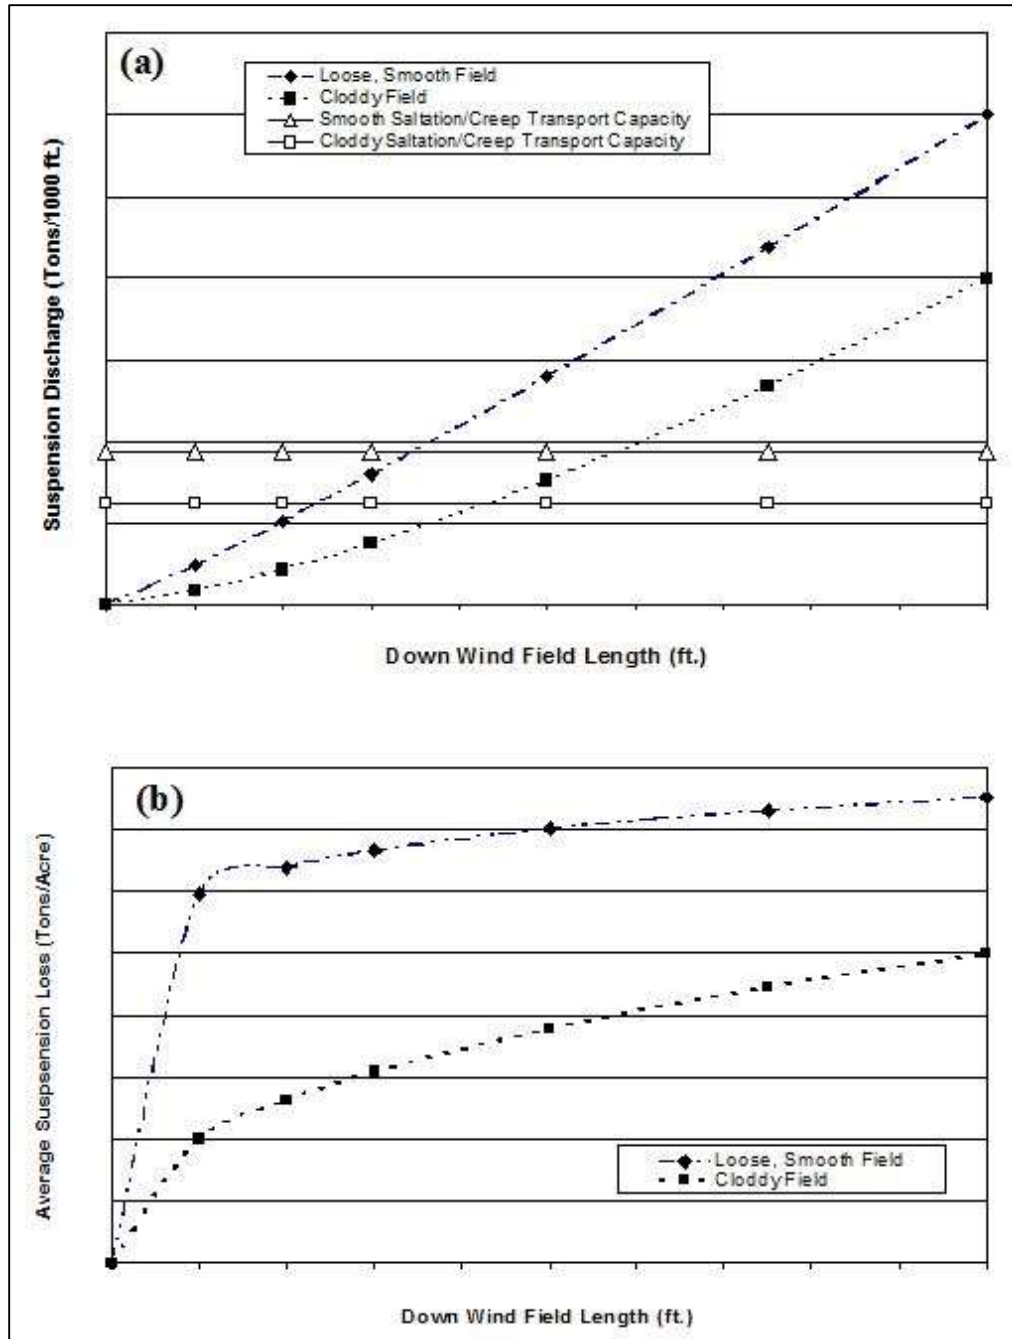 (a)
Loose, Smooth Field
Cloddy Field
Smooth Saltation/Creep Transport Capacity
Cloddy Saltation/Creep Transport Capacity
Suspension Discharge (Tons/1000 ft.)
Down Wind Field Length (ft.)
(b)
Average Suspsension Loss (Tons/Acre)
Loose, Smooth Field
Cloddy Field
Down Wind Field Length (ft.)